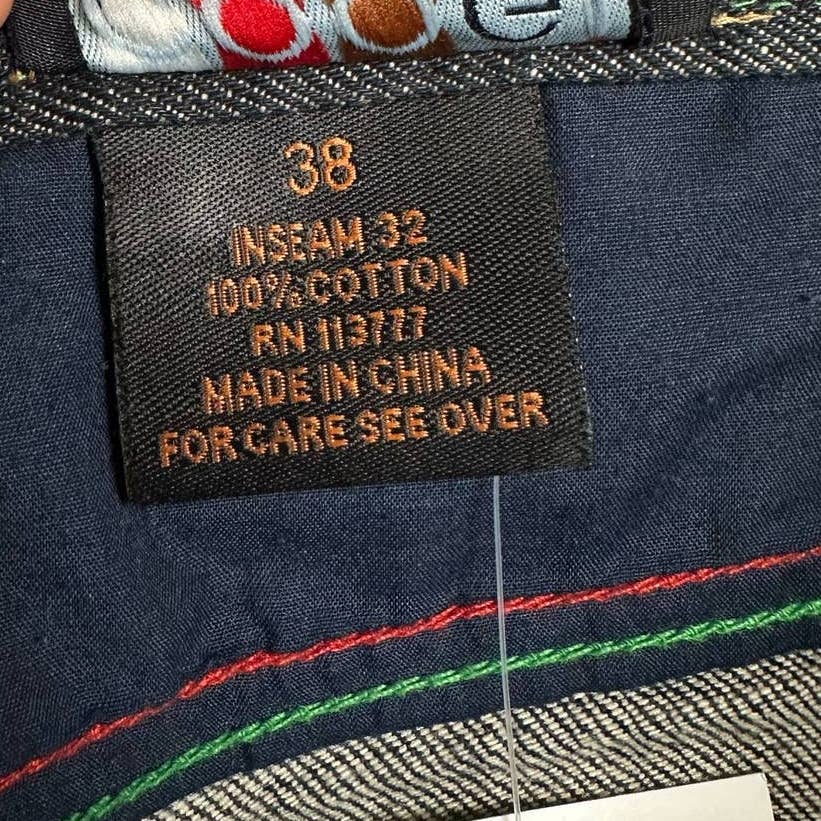 38
INSEAM 32
100% COTTON
RN 113777
MADE IN CHINA
FOR CARE SEE OVER